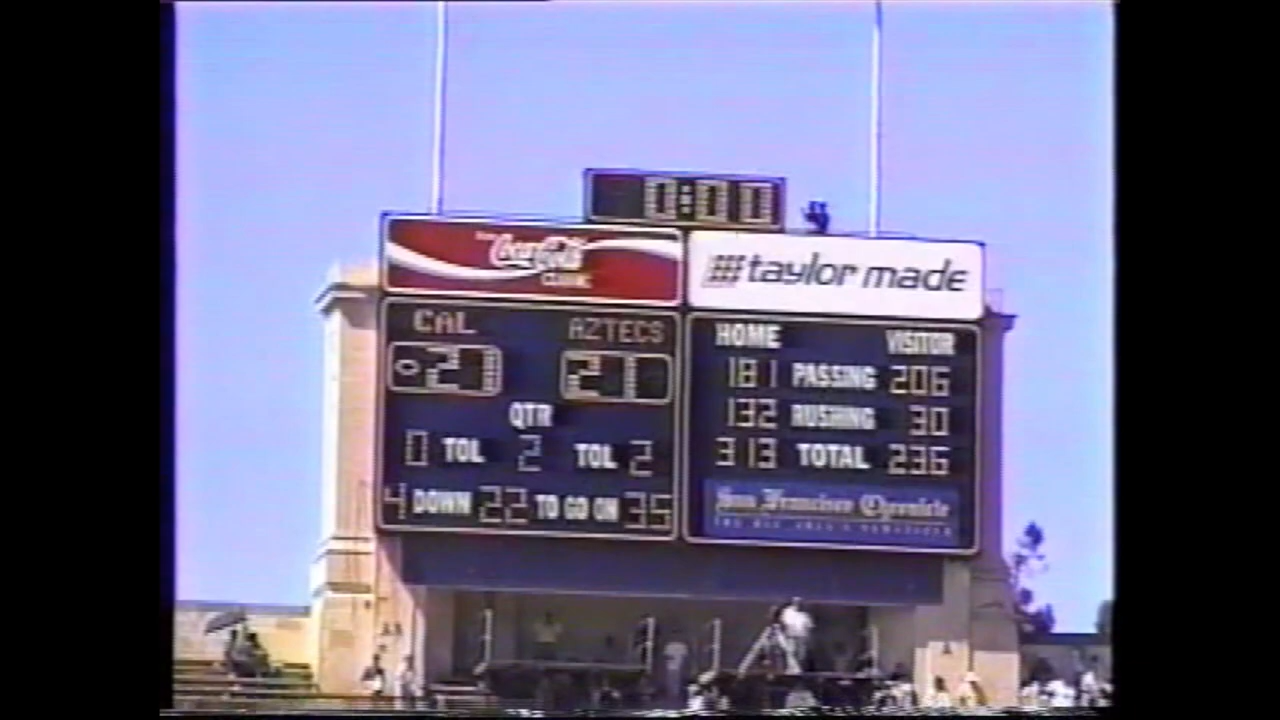 0:00
Coca-Cola
CLASSIC
taylor made
CAL AZTECS
21
QTR
0 TOL 2 TOL 2
4 DOWN 22 TO GO ON 35
HOME VISITOR
181 PASSING 206
132 RUSHING 30
313 TOTAL 236
San Francisco Chronicle